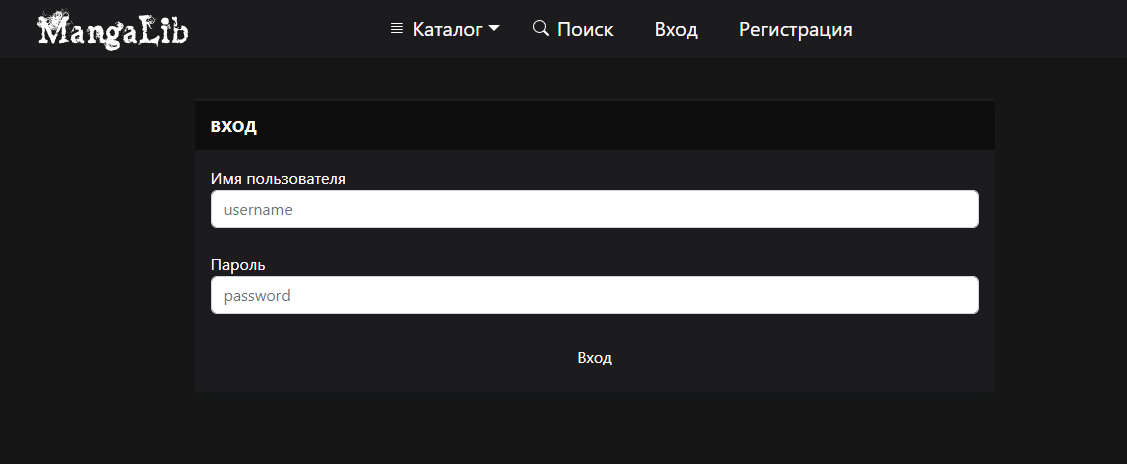 MangaLib Каталог Поиск Вход Регистрация
ВХОД
Имя пользователя
username
Пароль
password
Вход